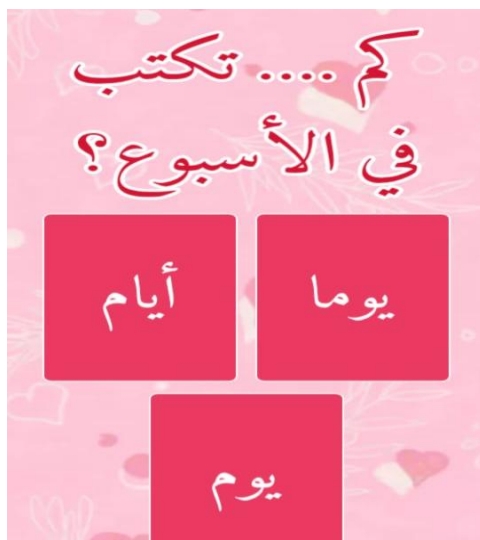 كم .... تكتب
في الأسبوع؟
يوما
أيام
يوم